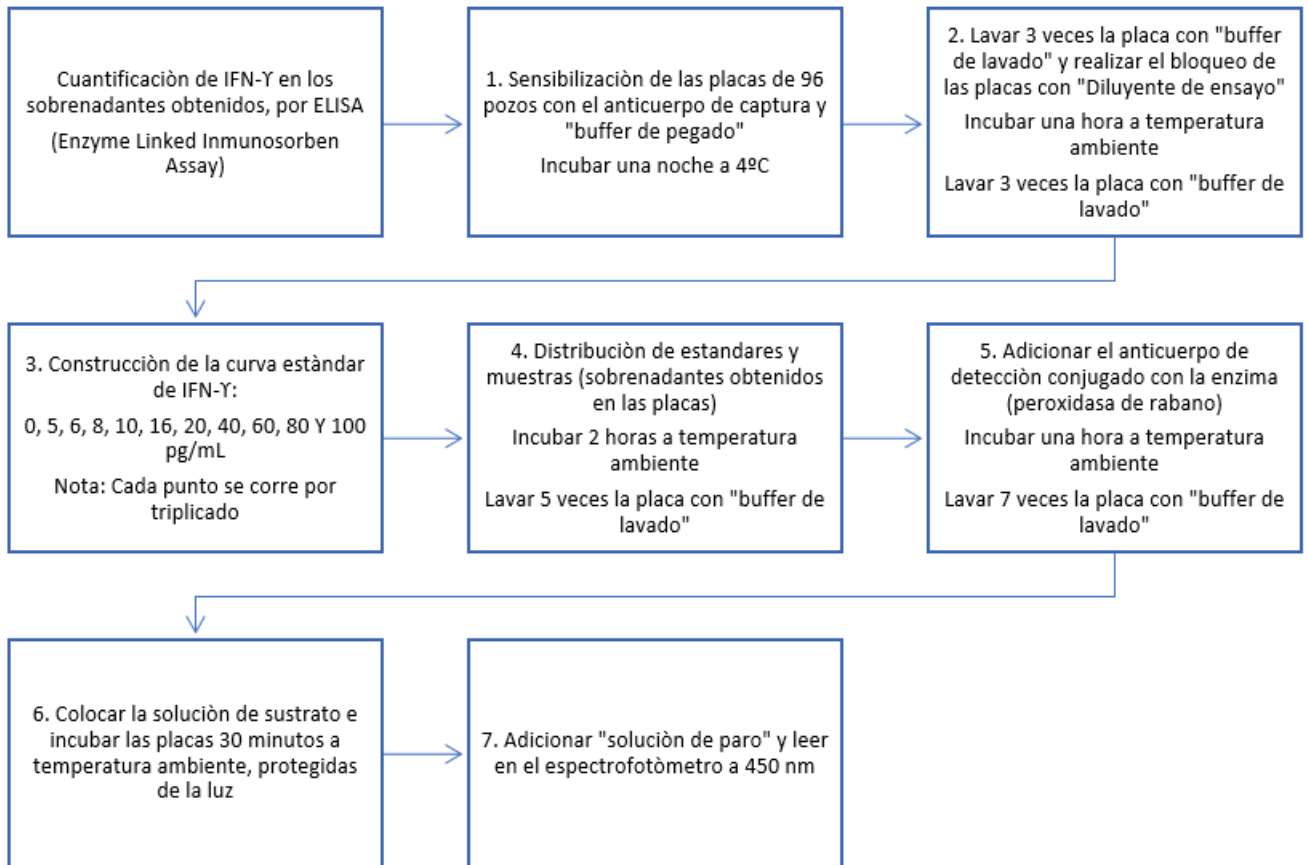 Cuantificaciòn de IFN-ϒ en los
sobrenadantes obtenidos, por ELISA
(Enzyme Linked Inmunosorben
Assay)
1. Sensibilizaciòn de las placas de 96
pozos con el anticuerpo de captura y
"buffer de pegado"
Incubar una noche a 4ºC
2. Lavar 3 veces la placa con "buffer
de lavado" y realizar el bloqueo de
las placas con "Diluyente de ensayo"
Incubar una hora a temperatura
ambiente
Lavar 3 veces la placa con "buffer de
lavado"
3. Construcciòn de la curva estàndar
de IFN-ϒ:
0, 5, 6, 8, 10, 16, 20, 40, 60, 80 Y 100
pg/mL
Nota: Cada punto se corre por
triplicado
4. Distribuciòn de estandares y
muestras (sobrenadantes obtenidos
en las placas)
Incubar 2 horas a temperatura
ambiente
Lavar 5 veces la placa con "buffer de
lavado"
5. Adicionar el anticuerpo de
detecciòn conjugado con la enzima
(peroxidasa de rabano)
Incubar una hora a temperatura
ambiente
Lavar 7 veces la placa con "buffer de
lavado"
6. Colocar la soluciòn de sustrato e
incubar las placas 30 minutos a
temperatura ambiente, protegidas
de la luz
7. Adicionar "soluciòn de paro" y leer
en el espectrofotòmetro a 450 nm